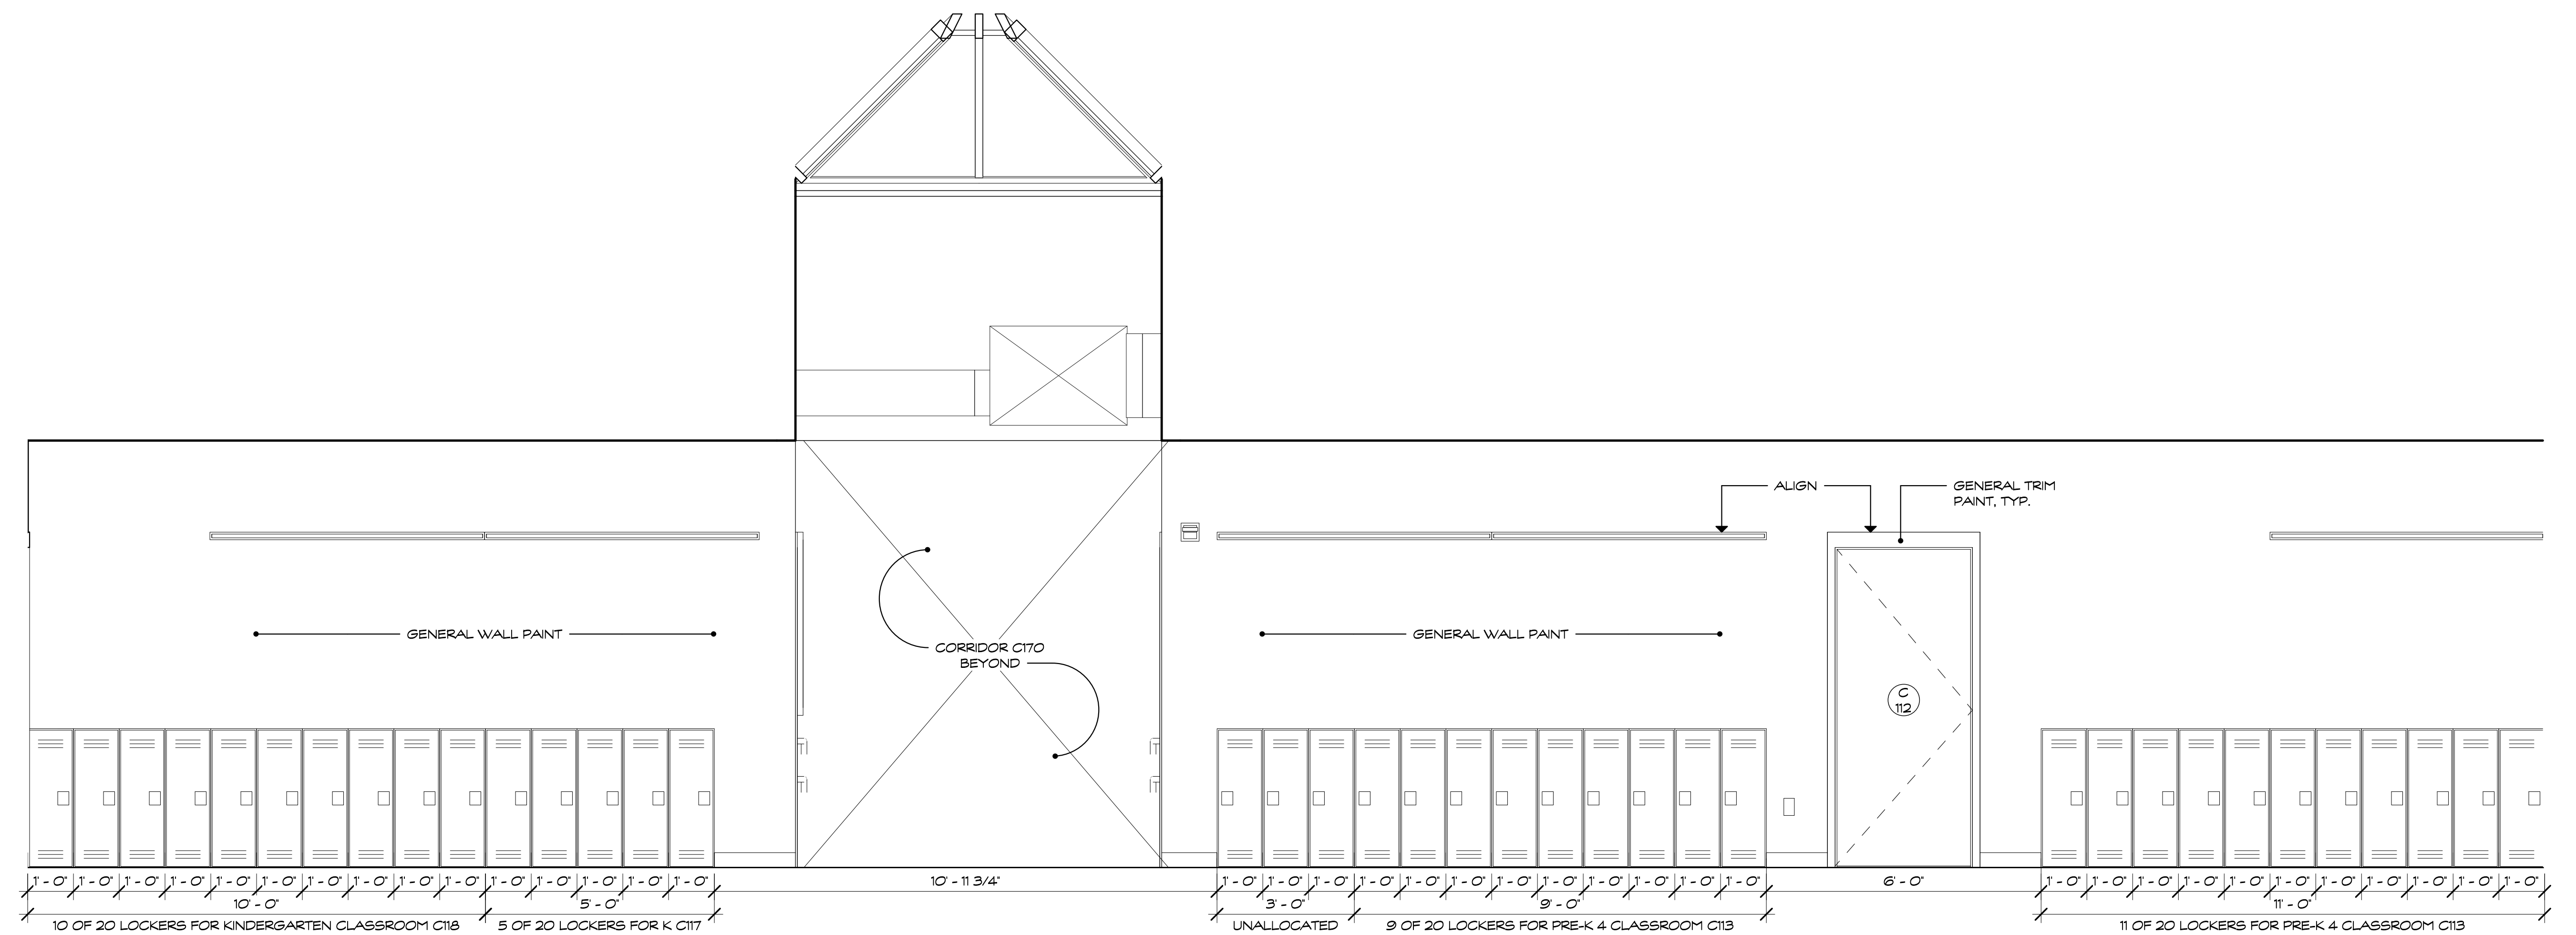 ALIGN
GENERAL TRIM
PAINT, TYP.
GENERAL WALL PAINT
GENERAL WALL PAINT
CORRIDOR C170
BEYOND
C
112
1' - 0" 1' - 0" 1' - 0" 1' - 0" 1' - 0" 1' - 0" 1' - 0" 1' - 0" 1' - 0" 1' - 0" 1' - 0" 1' - 0" 1' - 0" 1' - 0" 1' - 0" 10' - 11 3/4" 1' - 0" 1' - 0" 1' - 0" 1' - 0" 1' - 0" 1' - 0" 1' - 0" 1' - 0" 1' - 0" 1' - 0" 1' - 0" 1' - 0" 6' - 0" 1' - 0" 1' - 0" 1' - 0" 1' - 0" 1' - 0" 1' - 0" 1' - 0" 1' - 0" 1' - 0" 1' - 0" 1' - 0"
10' - 0" 5' - 0" 3' - 0" 9' - 0" 11' - 0"
10 OF 20 LOCKERS FOR KINDERGARTEN CLASSROOM C118 5 OF 20 LOCKERS FOR K C117 UNALLOCATED 9 OF 20 LOCKERS FOR PRE-K 4 CLASSROOM C113 11 OF 20 LOCKERS FOR PRE-K 4 CLASSROOM C113